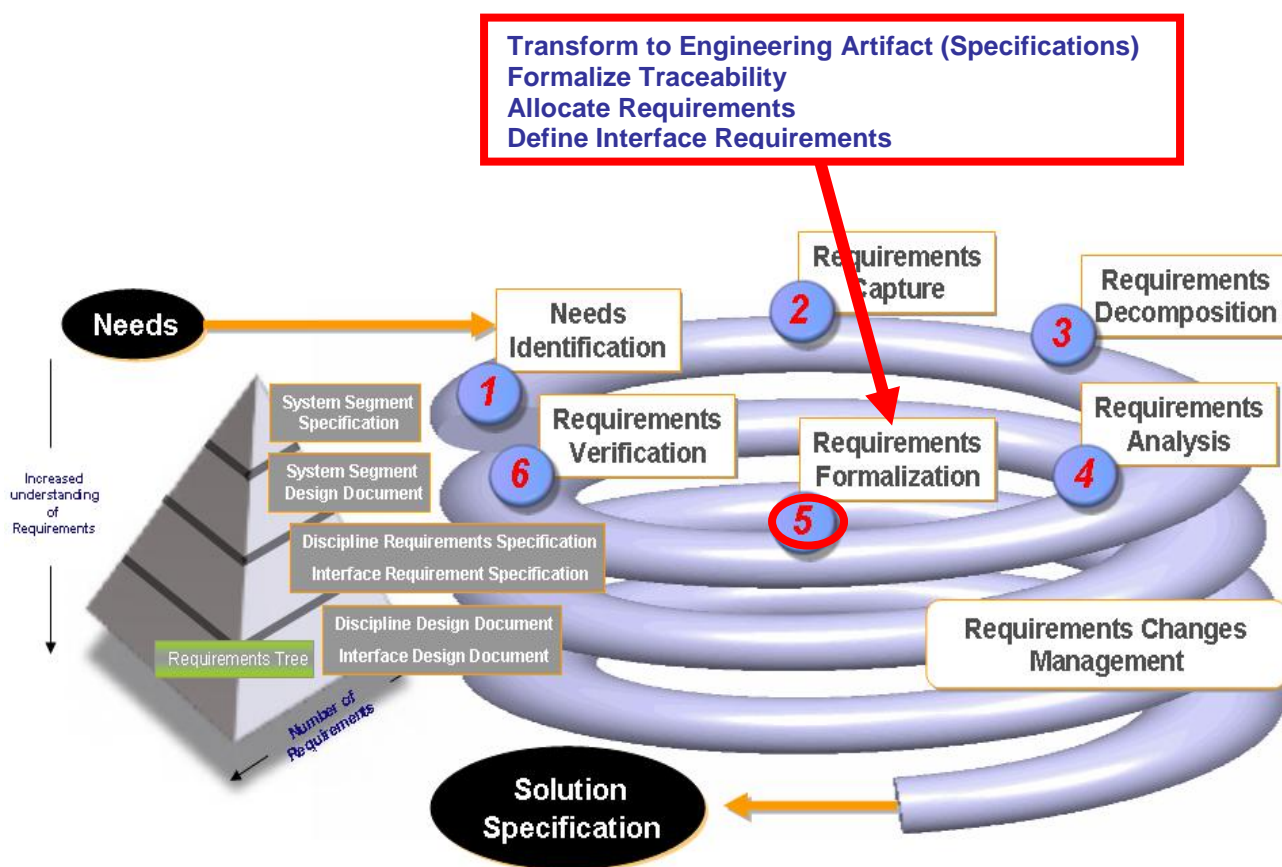 Transform to Engineering Artifact (Specifications)
Formalize Traceability
Allocate Requirements
Define Interface Requirements
Needs
Needs
Identification
1
Requirements
Capture
2
Requirements
Decomposition
3
Requirements
Analysis
4
Requirements
Formalization
5
Requirements
Verification
6
Increased
understanding
of
Requirements
System Segment
Specification
System Segment
Design Document
Discipline Requirements Specification
Interface Requirement Specification
Discipline Design Document
Interface Design Document
Requirements Tree
Number of
Requirements
Requirements Changes
Management
Solution
Specification